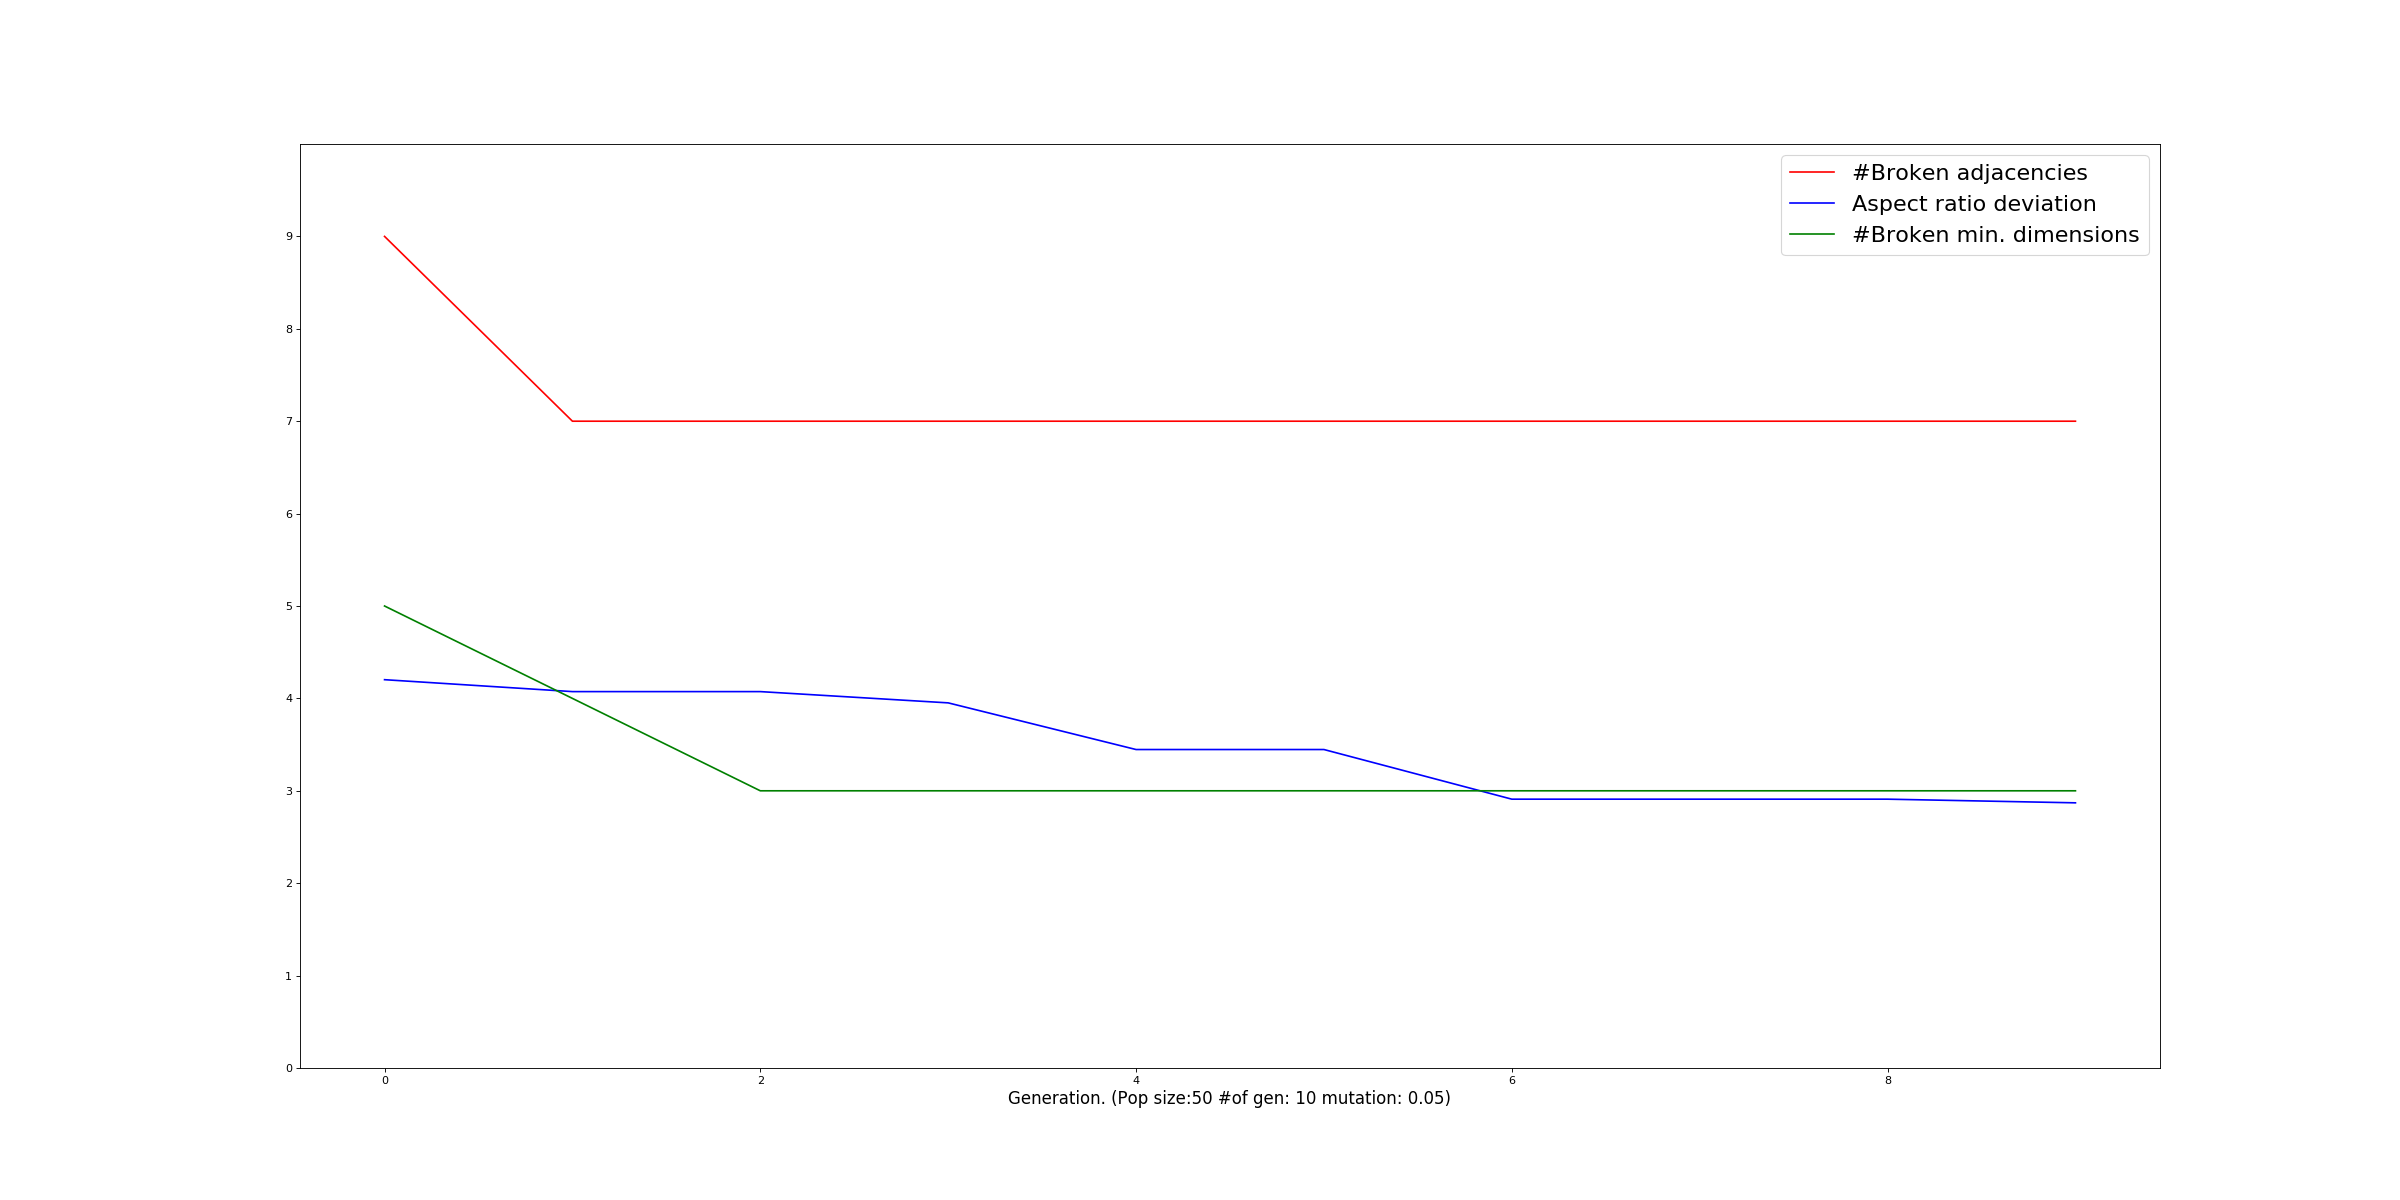 #Broken adjacencies
Aspect ratio deviation
#Broken min. dimensions
9
8
7
6
5
4
3
2
1
0
0 2 4 6 8
Generation. (Pop size:50 #of gen: 10 mutation: 0.05)